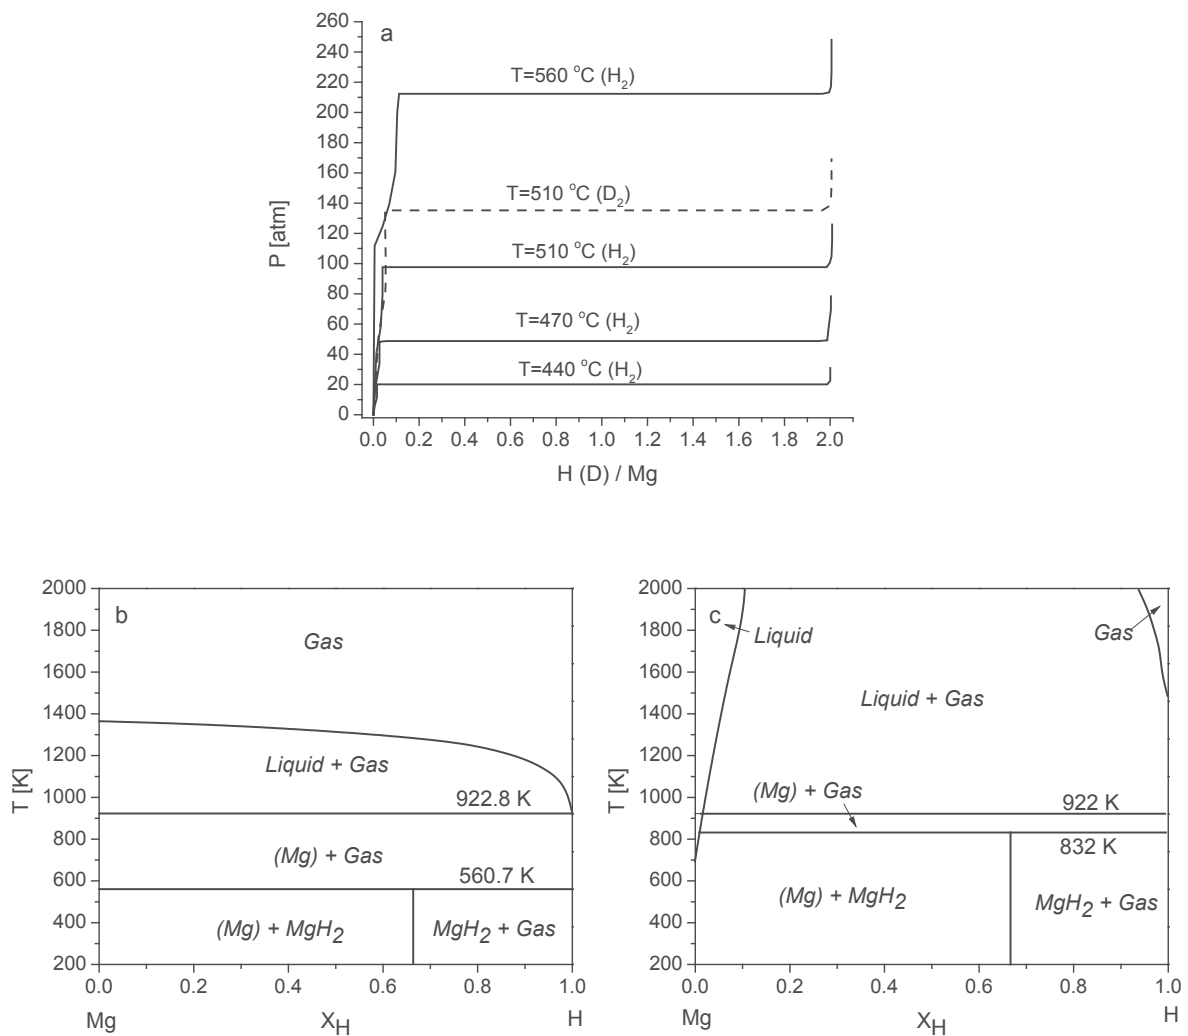 a
260
240
220
200
180
160
140
120
100
80
60
40
20
0
P [atm]
T=560 °C (H₂)
T=510 °C (D₂)
T=510 °C (H₂)
T=470 °C (H₂)
T=440 °C (H₂)
0.0 0.2 0.4 0.6 0.8 1.0 1.2 1.4 1.6 1.8 2.0
H (D) / Mg
b
2000
1800
1600
1400
1200
1000
800
600
400
200
T [K]
Gas
Liquid + Gas
922.8 K
(Mg) + Gas
560.7 K
(Mg) + MgH₂
MgH₂ + Gas
0.0 0.2 0.4 0.6 0.8 1.0
Mg X_H H
c
2000
1800
1600
1400
1200
1000
800
600
400
200
T [K]
Liquid
Gas
Liquid + Gas
(Mg) + Gas
922 K
832 K
(Mg) + MgH₂
MgH₂ + Gas
0.0 0.2 0.4 0.6 0.8 1.0
Mg X_H H